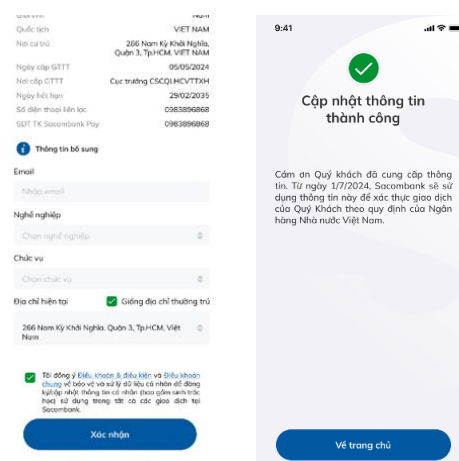 Nam
Quốc tịch VIET NAM
Nơi cư trú 266 Nam Kỳ Khởi Nghĩa,
Quận 3, Tp.HCM, VIET NAM
Ngày cấp GTTT 05/05/2024
Nơi cấp GTTT Cục trưởng CSCQLHCVTTXH
Ngày hết hạn 29/02/2035
Số điện thoại liên lạc 0983896868
SĐT TK Sacombank Pay 0983896868
Thông tin bổ sung
Email
Nhập email
Nghề nghiệp
Chọn nghề nghiệp
Chức vụ
Chọn chức vụ
Địa chỉ hiện tại Giống địa chỉ thường trú
266 Nam Kỳ Khởi Nghĩa, Quận 3, Tp.HCM, Việt
Nam
Tôi đồng ý Điều khoản & điều kiện và Điều khoản
chung về bảo vệ và xử lý dữ liệu cá nhân để đăng
ký/cập nhật thông tin cá nhân (bao gồm sinh trắc
học) sử dụng trong tất cả các giao dịch tại
Sacombank.
Xác nhận
9:41
Cập nhật thông tin
thành công
Cám ơn Quý khách đã cung cấp thông
tin. Từ ngày 1/7/2024, Sacombank sẽ sử
dụng thông tin này để xác thực giao dịch
của Quý Khách theo quy định của Ngân
hàng Nhà nước Việt Nam.
Về trang chủ